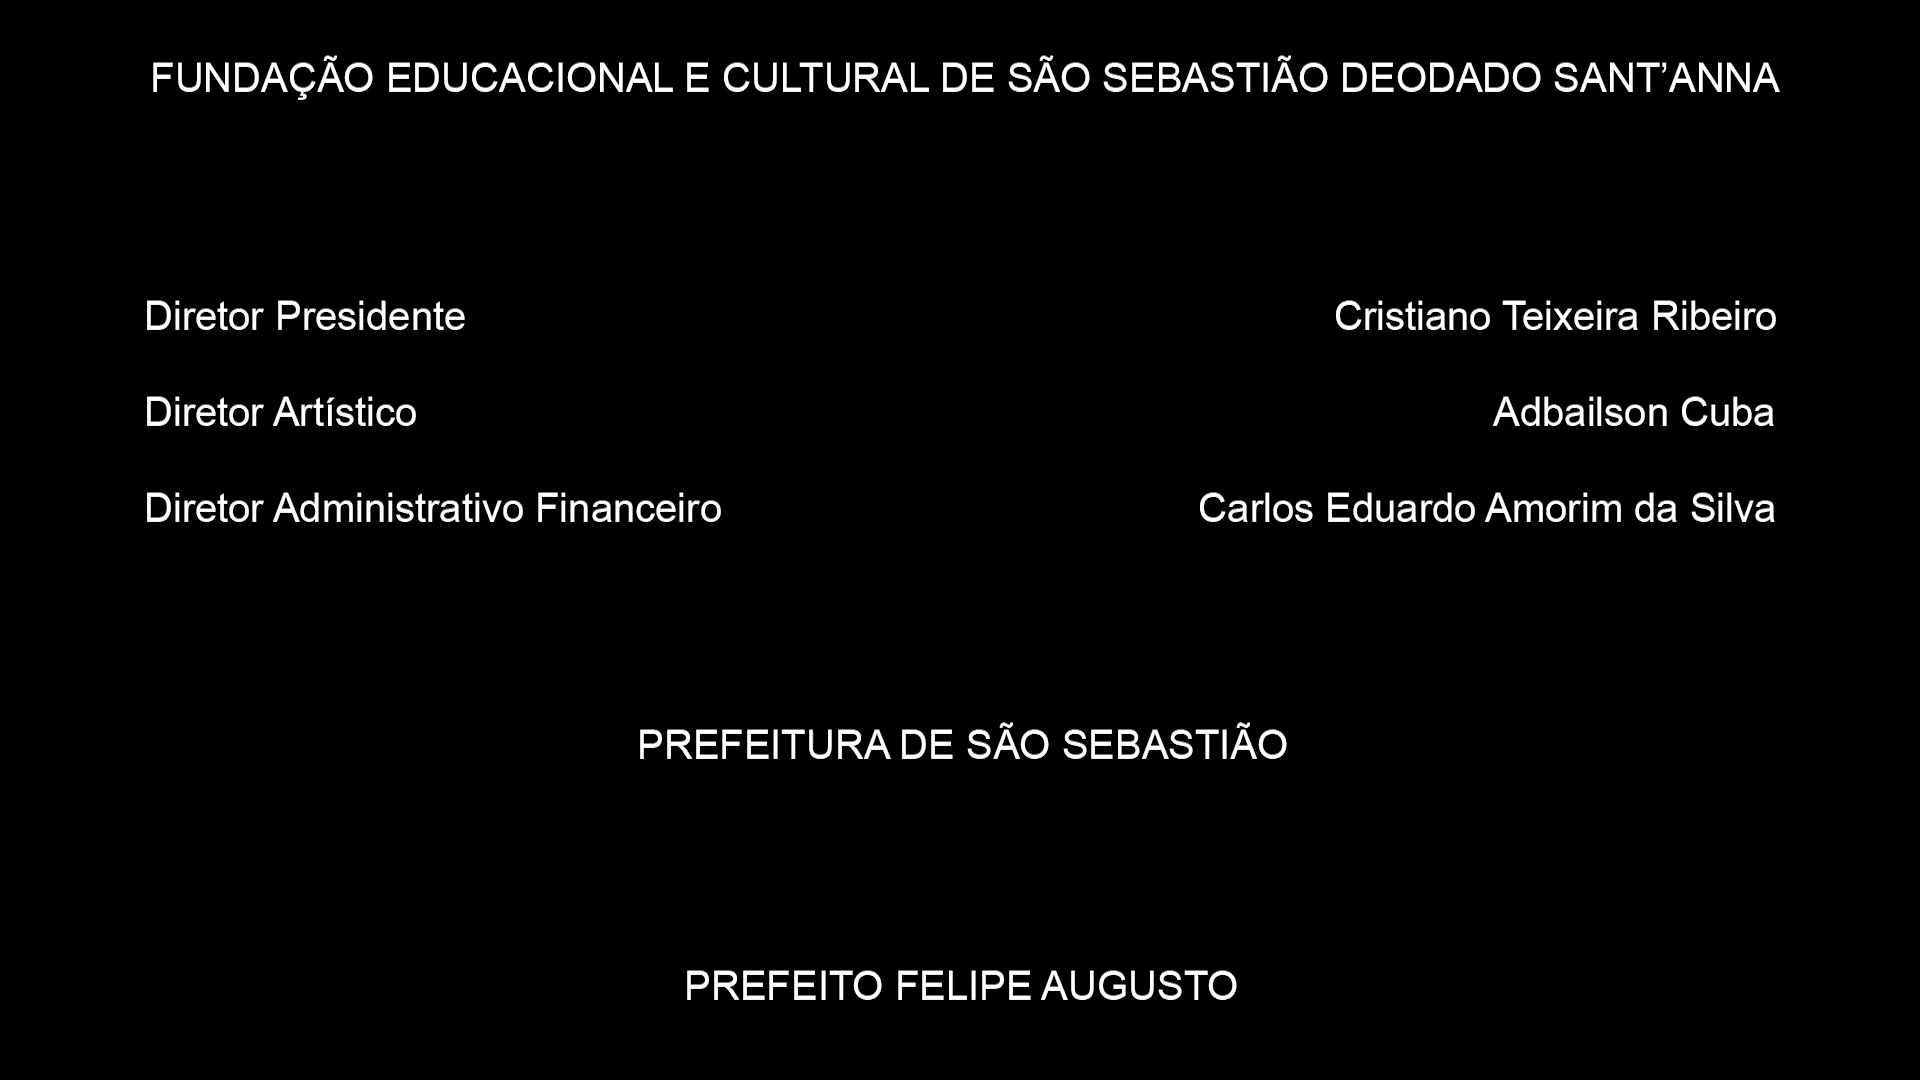 FUNDAÇÃO EDUCACIONAL E CULTURAL DE SÃO SEBASTIÃO DEODADO SANT’ANNA
Diretor Presidente Cristiano Teixeira Ribeiro
Diretor Artístico Adbailson Cuba
Diretor Administrativo Financeiro Carlos Eduardo Amorim da Silva
PREFEITURA DE SÃO SEBASTIÃO
PREFEITO FELIPE AUGUSTO